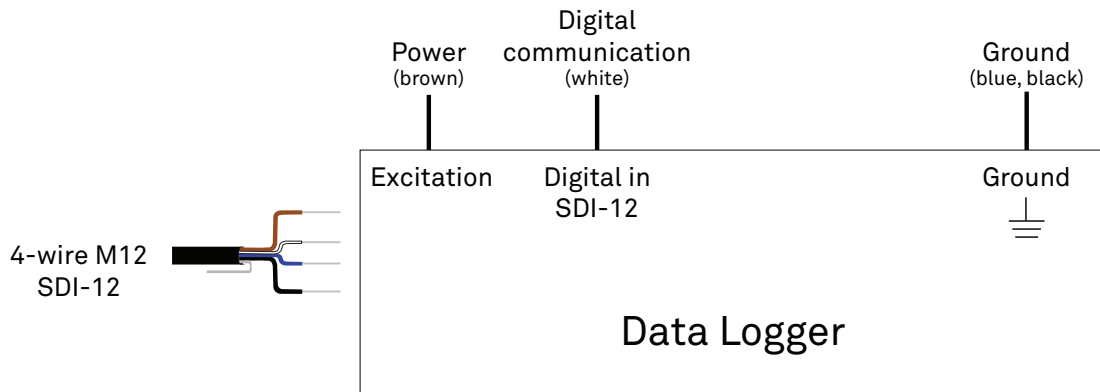 Power
(brown)
Digital
communication
(white)
Ground
(blue, black)
Excitation
Digital in
SDI-12
Ground
4-wire M12
SDI-12
Data Logger